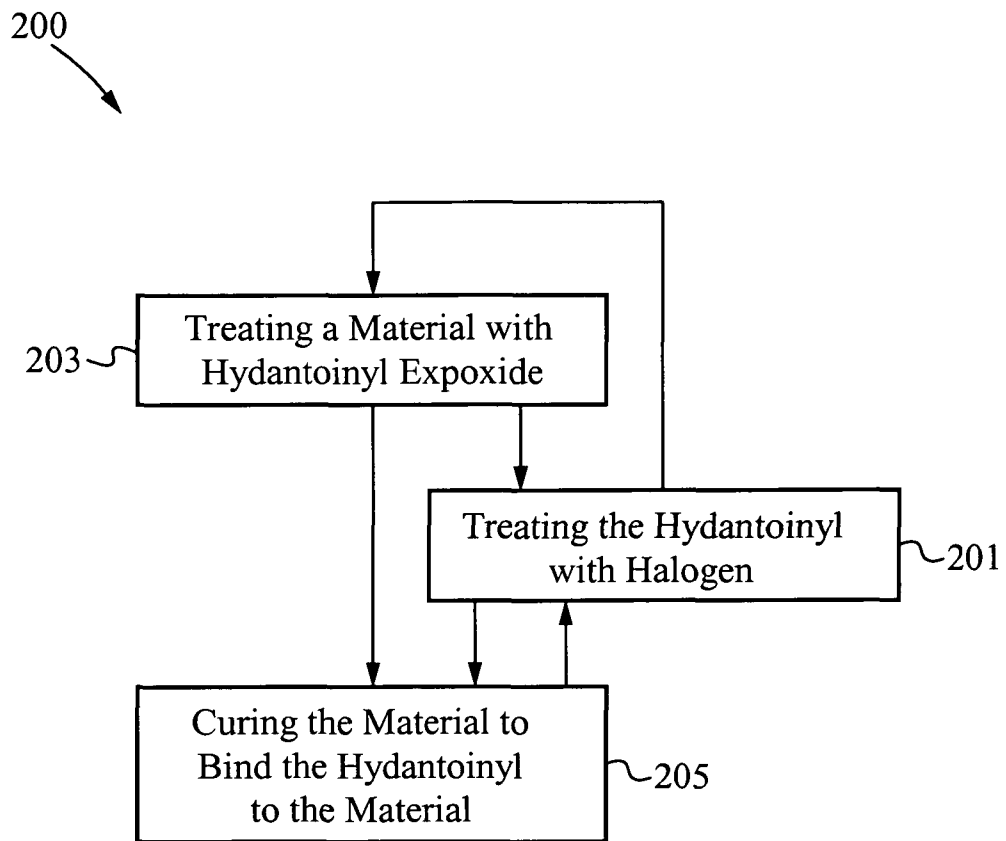 200
Treating a Material with
Hydantoinyl Expoxide
203
Treating the Hydantoinyl
with Halogen
201
Curing the Material to
Bind the Hydantoinyl
to the Material
205